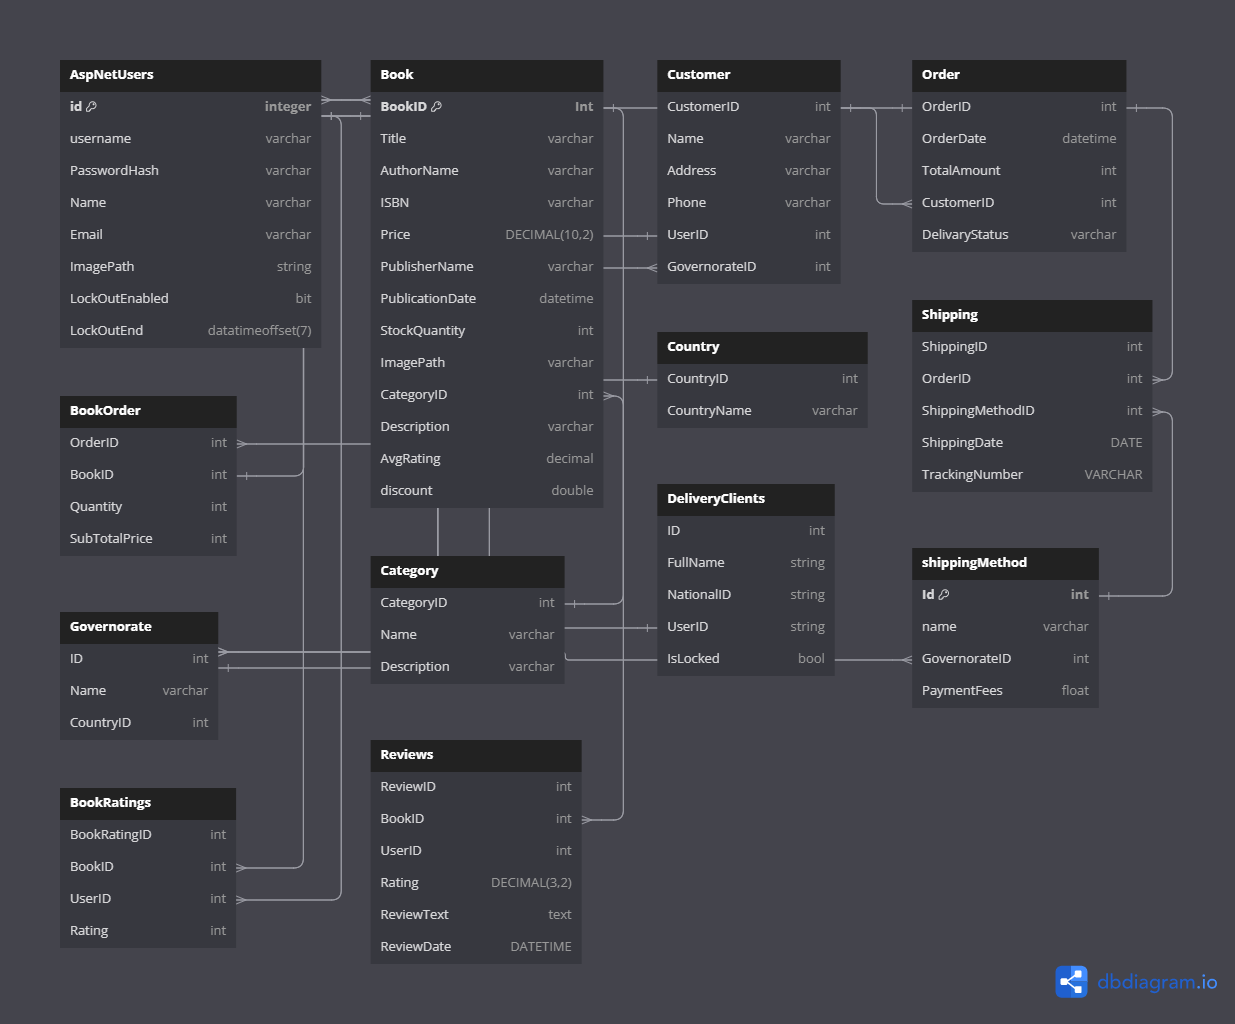 AspNetUsers
id integer
username varchar
PasswordHash varchar
Name varchar
Email varchar
ImagePath string
LockOutEnabled bit
LockOutEnd datatimeoffset(7)
BookOrder
OrderID int
BookID int
Quantity int
SubTotalPrice int
Governorate
ID int
Name varchar
CountryID int
BookRatings
BookRatingID int
BookID int
UserID int
Rating int
Book
BookID Int
Title varchar
AuthorName varchar
ISBN varchar
Price DECIMAL(10,2)
PublisherName varchar
PublicationDate datetime
StockQuantity int
ImagePath varchar
CategoryID int
Description varchar
AvgRating decimal
discount double
Category
CategoryID int
Name varchar
Description varchar
Reviews
ReviewID int
BookID int
UserID int
Rating DECIMAL(3,2)
ReviewText text
ReviewDate DATETIME
Customer
CustomerID int
Name varchar
Address varchar
Phone varchar
UserID int
GovernorateID int
Country
CountryID int
CountryName varchar
DeliveryClients
ID int
FullName string
NationalID string
UserID string
IsLocked bool
Order
OrderID int
OrderDate datetime
TotalAmount int
CustomerID int
DelivaryStatus varchar
Shipping
ShippingID int
OrderID int
ShippingMethodID int
ShippingDate DATE
TrackingNumber VARCHAR
shippingMethod
Id int
name varchar
GovernorateID int
PaymentFees float
dbdiagram.io